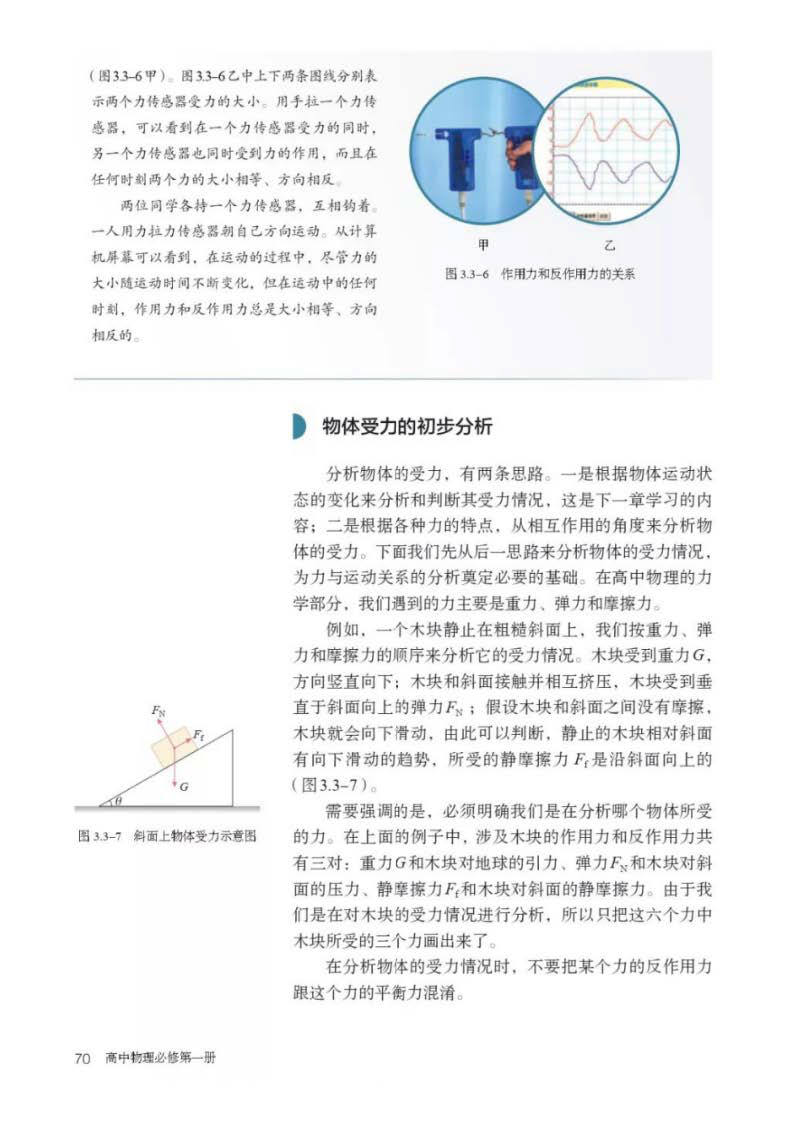 （图3.3-6甲）。图3.3-6乙中上下两条图线分别表
示两个力传感器受力的大小。用手拉一个力传
感器，可以看到在一个力传感器受力的同时，
另一个力传感器也同时受到力的作用，而且在
任何时刻两个力的大小相等、方向相反。
两位同学各持一个力传感器，互相钩着。
一人用力拉力传感器朝自己方向运动。从计算
机屏幕可以看到，在运动的过程中，尽管力的
大小随运动时间不断变化，但在运动中的任何
时刻，作用力和反作用力总是大小相等、方向
相反的。
甲
乙
图 3.3-6 作用力和反作用力的关系
物体受力的初步分析
分析物体的受力，有两条思路。一是根据物体运动状
态的变化来分析和判断其受力情况，这是下一章学习的内
容；二是根据各种力的特点，从相互作用的角度来分析物
体的受力。下面我们先从后一思路来分析物体的受力情况，
为力与运动关系的分析奠定必要的基础。在高中物理的力
学部分，我们遇到的力主要是重力、弹力和摩擦力。
例如，一个木块静止在粗糙斜面上，我们按重力、弹
力和摩擦力的顺序来分析它的受力情况。木块受到重力G，
方向竖直向下；木块和斜面接触并相互挤压，木块受到垂
直于斜面向上的弹力FN；假设木块和斜面之间没有摩擦，
木块就会向下滑动，由此可以判断，静止的木块相对斜面
有向下滑动的趋势，所受的静摩擦力Ff是沿斜面向上的
（图3.3-7）。
FN
Ff
G
θ
图 3.3-7 斜面上物体受力示意图
需要强调的是，必须明确我们是在分析哪个物体所受
的力。在上面的例子中，涉及木块的作用力和反作用力共
有三对：重力G和木块对地球的引力、弹力FN和木块对斜
面的压力、静摩擦力Ff和木块对斜面的静摩擦力。由于我
们是在对木块的受力情况进行分析，所以只把这六个力中
木块所受的三个力画出来了。
在分析物体的受力情况时，不要把某个力的反作用力
跟这个力的平衡力混淆。
70 高中物理必修第一册